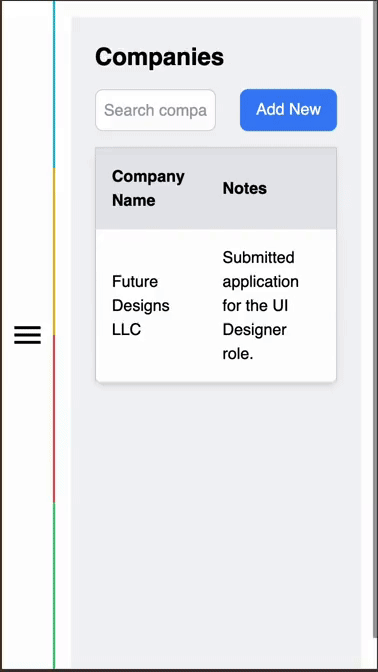 Companies
Search compa
Add New
Company
Name
Notes
Future
Designs
LLC
Submitted
application
for the UI
Designer
role.